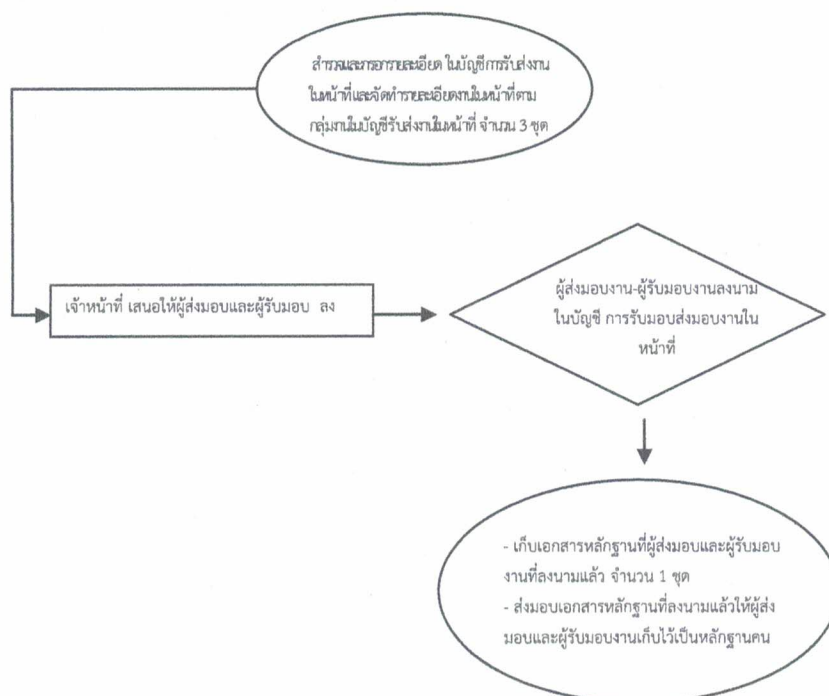 สำรวจและกรอกรายละเอียด ในบัญชีการรับส่งงาน
ในหน้าที่และจัดทำรายละเอียดงานในหน้าที่ตาม
กลุ่มงานในบัญชีรับส่งงานในหน้าที่ จำนวน 3 ชุด
เจ้าหน้าที่ เสนอให้ผู้ส่งมอบและผู้รับมอบ ลง
ผู้ส่งมอบงาน-ผู้รับมอบงานลงนาม
ในบัญชี การรับมอบส่งมอบงานใน
หน้าที่
- เก็บเอกสารหลักฐานที่ผู้ส่งมอบและผู้รับมอบ
งานที่ลงนามแล้ว จำนวน 1 ชุด
- ส่งมอบเอกสารหลักฐานที่ลงนามแล้วให้ผู้ส่ง
มอบและผู้รับมอบงานเก็บไว้เป็นหลักฐานคน